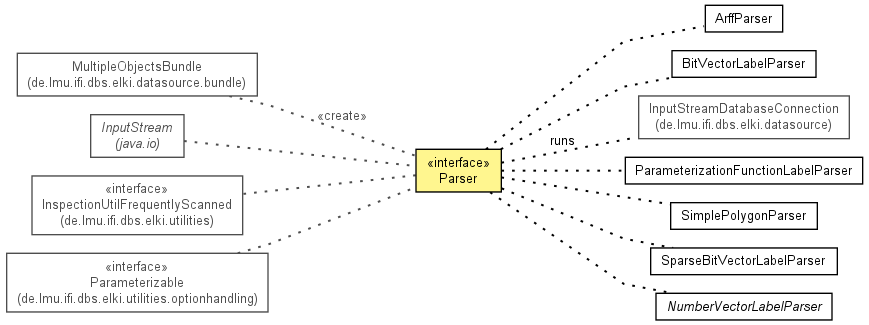 MultipleObjectsBundle
(de.lmu.ifi.dbs.elki.datasource.bundle)
InputStream
(java.io)
«interface»
InspectionUtilFrequentlyScanned
(de.lmu.ifi.dbs.elki.utilities)
«interface»
Parameterizable
(de.lmu.ifi.dbs.elki.utilities.optionhandling)
«create»
«interface»
Parser
runs
ArffParser
BitVectorLabelParser
InputStreamDatabaseConnection
(de.lmu.ifi.dbs.elki.datasource)
ParameterizationFunctionLabelParser
SimplePolygonParser
SparseBitVectorLabelParser
NumberVectorLabelParser